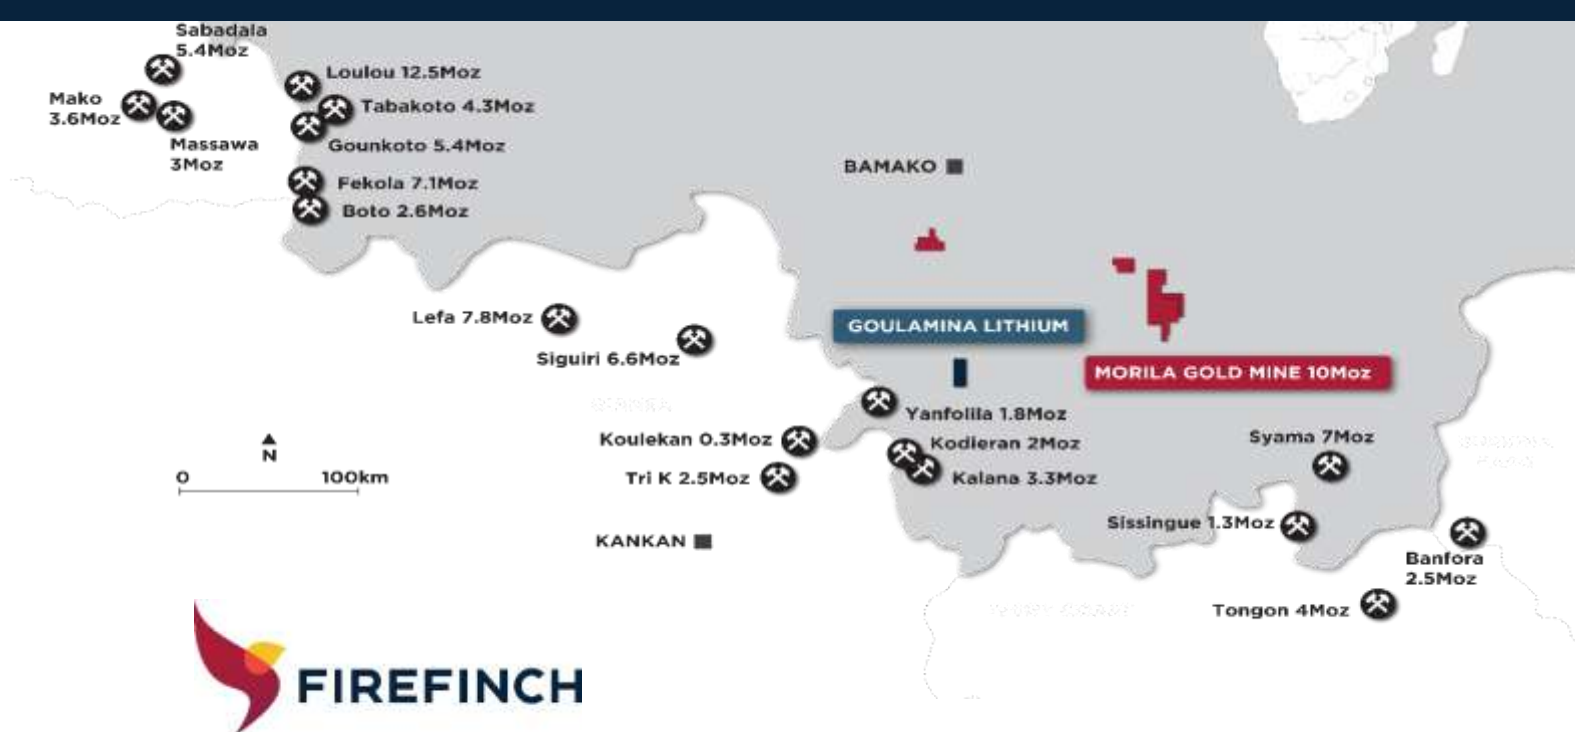 Sabadala
5.4Moz
Loulou 12.5Moz
Mako
3.6Moz
Tabakoto 4.3Moz
Massawa
3Moz
Gounkoto 5.4Moz
BAMAKO
Fekola 7.1Moz
Boto 2.6Moz
Lefa 7.8Moz
GOULAMINA LITHIUM
Siguiri 6.6Moz
MORILA GOLD MINE 10Moz
Yanfolila 1.8Moz
Koulekan 0.3Moz
Kodieran 2Moz
Syama 7Moz
N
0
100km
Tri K 2.5Moz
Kalana 3.3Moz
Sissingue 1.3Moz
KANKAN
Banfora
2.5Moz
Tongon 4Moz
FIREFINCH